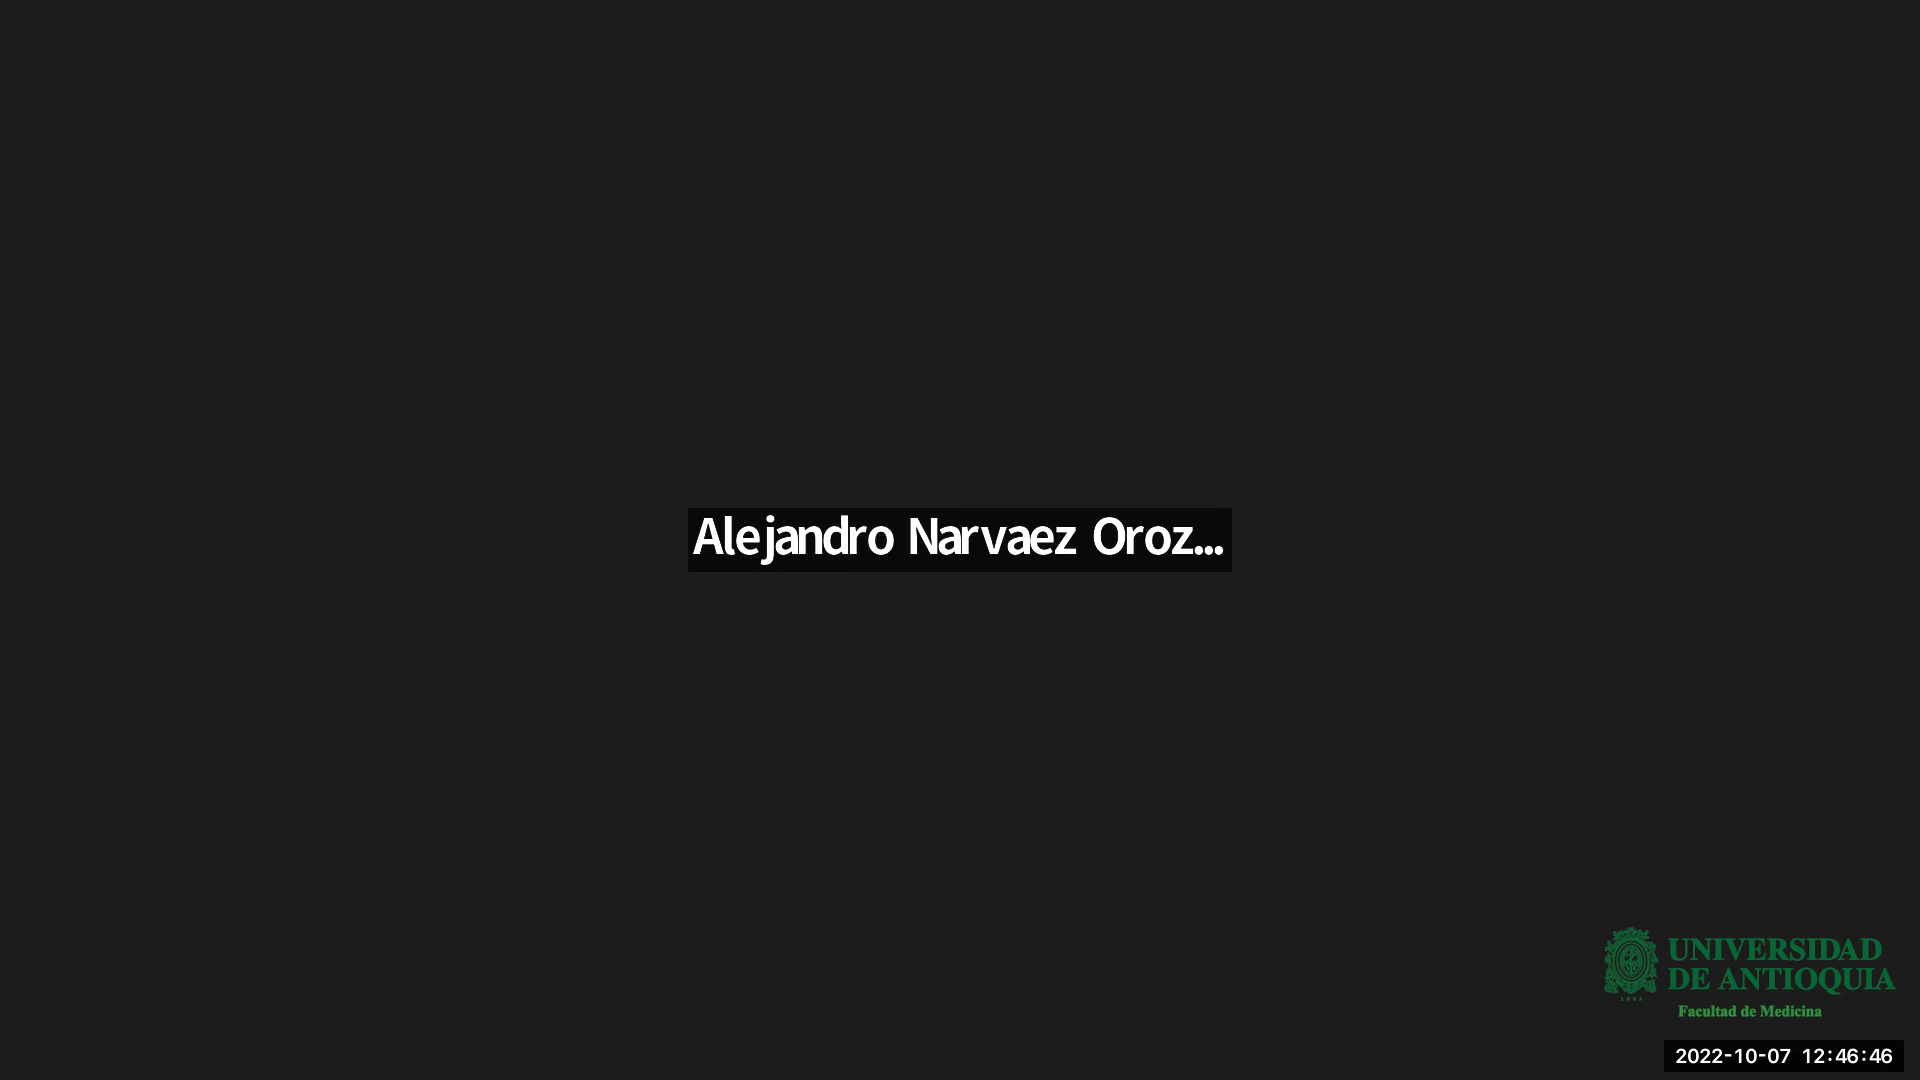 Alejandro Narvaez Oroz...
UNIVERSIDAD
DE ANTIOQUIA
Facultad de Medicina
2022-10-07 12:46:46